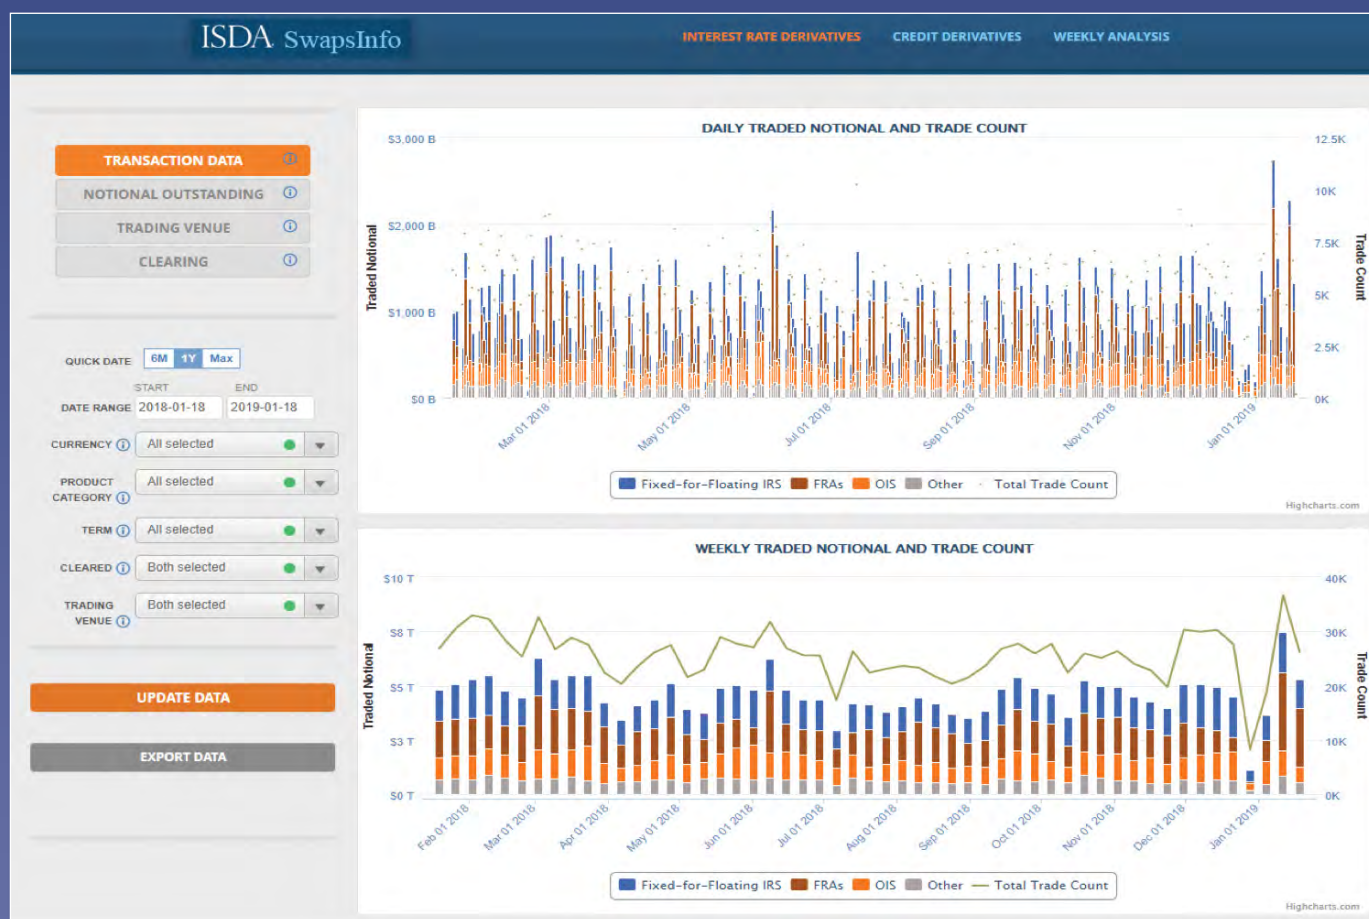 ISDA SwapsInfo
INTEREST RATE DERIVATIVES CREDIT DERIVATIVES WEEKLY ANALYSIS
TRANSACTION DATA
NOTIONAL OUTSTANDING
TRADING VENUE
CLEARING
QUICK DATE 6M 1Y Max
START END
DATE RANGE 2018-01-18 2019-01-18
CURRENCY All selected
PRODUCT CATEGORY All selected
TERM All selected
CLEARED Both selected
TRADING VENUE Both selected
UPDATE DATA
EXPORT DATA
DAILY TRADED NOTIONAL AND TRADE COUNT
Traded Notional
$3,000 B
$2,000 B
$1,000 B
$0 B
12.5K
10K
7.5K
5K
2.5K
0K
Trade Count
Mar 01 2018 May 01 2018 Jul 01 2018 Sep 01 2018 Nov 01 2018 Jan 01 2019
Fixed-for-Floating IRS FRAs OIS Other Total Trade Count
Highcharts.com
WEEKLY TRADED NOTIONAL AND TRADE COUNT
Traded Notional
$10 T
$8 T
$5 T
$3 T
$0 T
40K
30K
20K
10K
0K
Trade Count
Feb 01 2018 Mar 01 2018 Apr 01 2018 May 01 2018 Jun 01 2018 Jul 01 2018 Aug 01 2018 Sep 01 2018 Oct 01 2018 Nov 01 2018 Dec 01 2018 Jan 01 2019
Fixed-for-Floating IRS FRAs OIS Other Total Trade Count
Highcharts.com